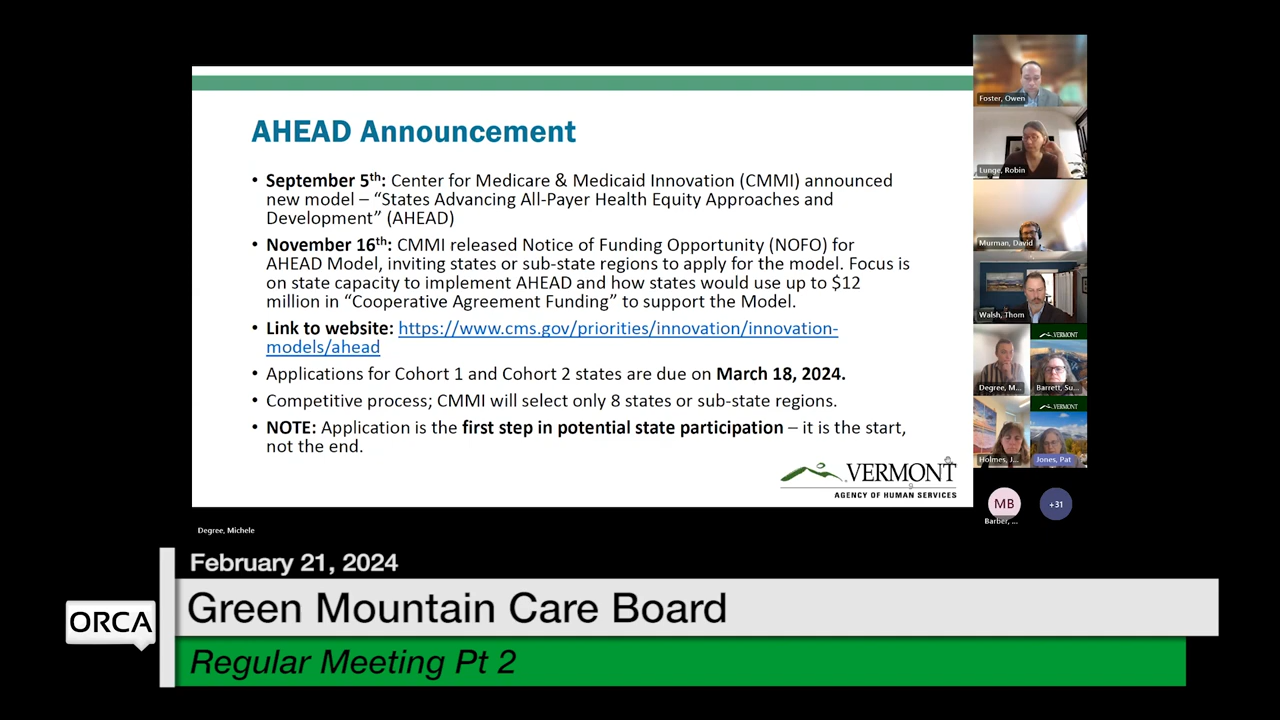 AHEAD Announcement
• September 5th: Center for Medicare & Medicaid Innovation (CMMI) announced
new model – “States Advancing All-Payer Health Equity Approaches and
Development” (AHEAD)
• November 16th: CMMI released Notice of Funding Opportunity (NOFO) for
AHEAD Model, inviting states or sub-state regions to apply for the model. Focus is
on state capacity to implement AHEAD and how states would use up to $12
million in “Cooperative Agreement Funding” to support the Model.
• Link to website: https://www.cms.gov/priorities/innovation/innovation-
models/ahead
• Applications for Cohort 1 and Cohort 2 states are due on March 18, 2024.
• Competitive process; CMMI will select only 8 states or sub-state regions.
• NOTE: Application is the first step in potential state participation – it is the start,
not the end.
VERMONT
AGENCY OF HUMAN SERVICES
Foster, Owen
Lunge, Robin
Murman, David
Walsh, Thom
VERMONT
Degree, M...
Barrett, Su...
VERMONT
Holmes, J...
Jones, Pat
MB
+31
Barber, ...
Degree, Michele
February 21, 2024
ORCA
Green Mountain Care Board
Regular Meeting Pt 2